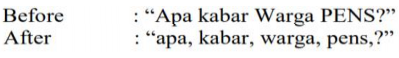 Before : “Apa kabar Warga PENS?”
After : “apa, kabar, warga, pens,?”